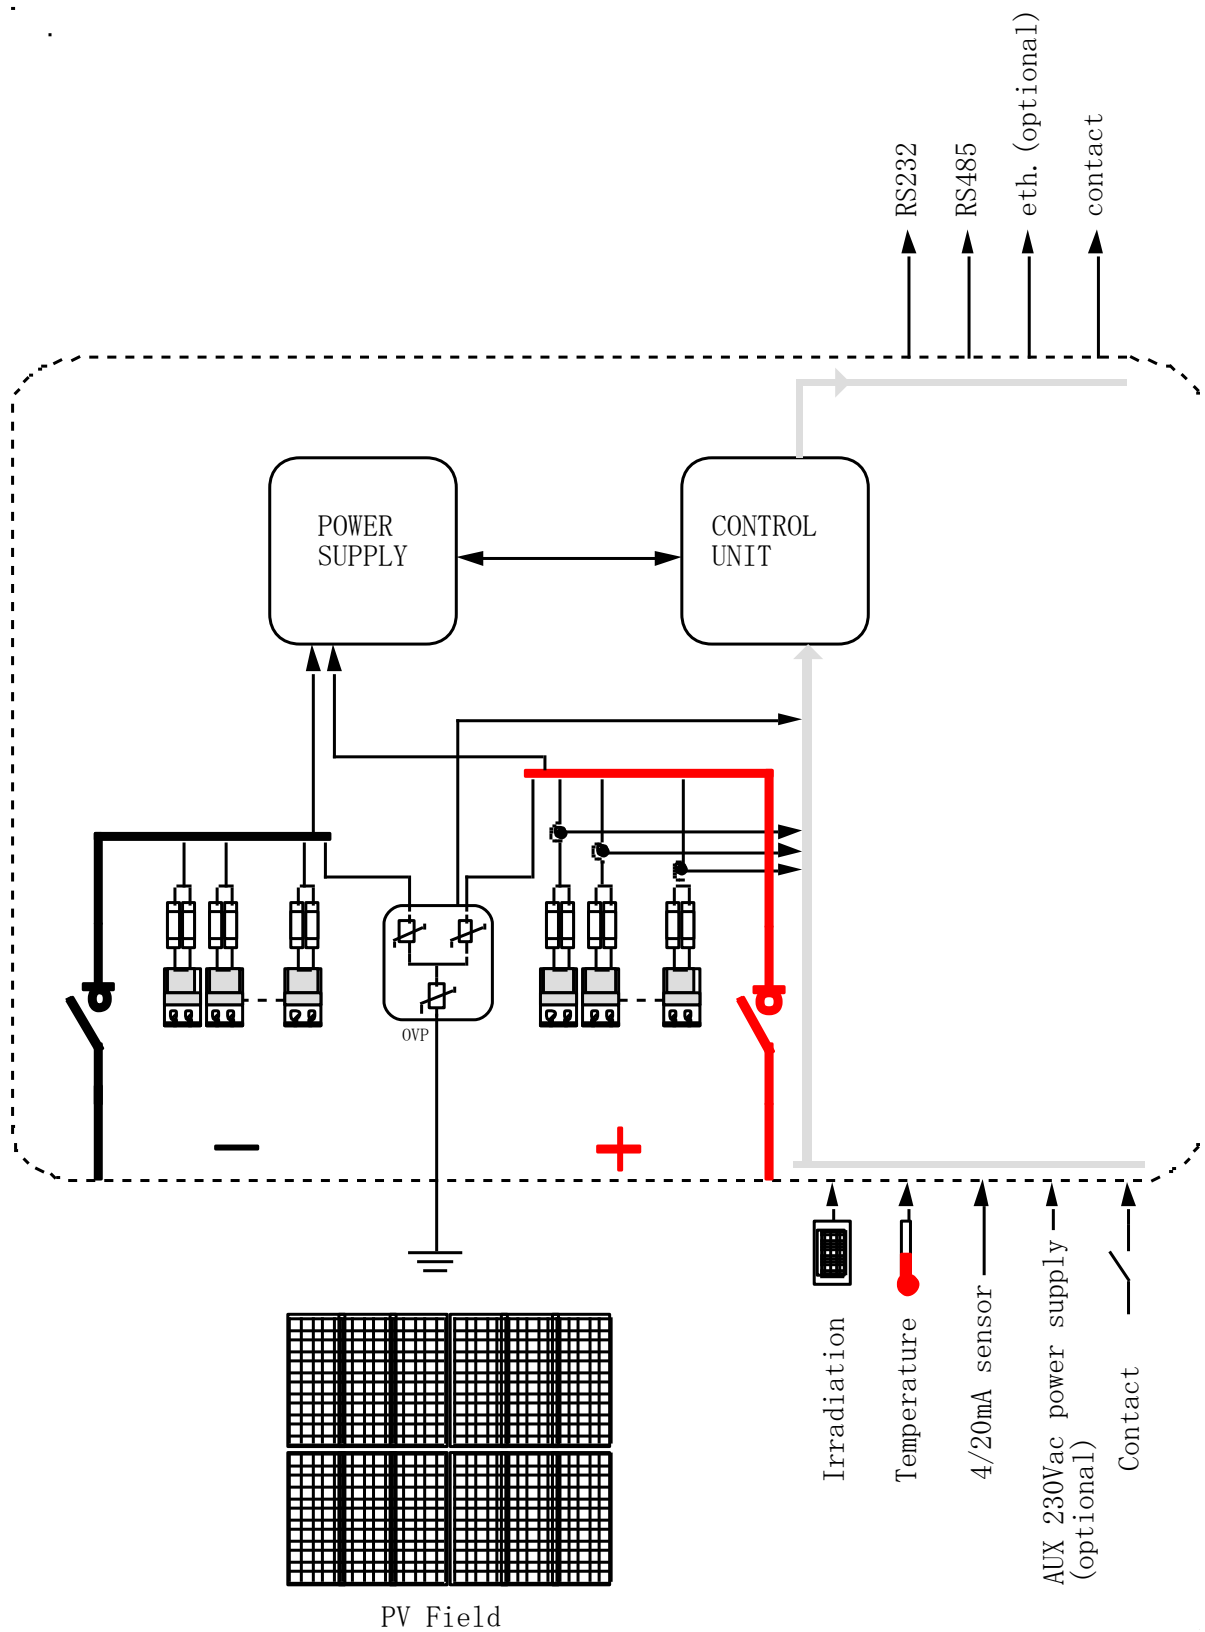 RS232
RS485
eth.(optional)
contact
POWER
SUPPLY
CONTROL
UNIT
OVP
Irradiation
Temperature
4/20mA sensor
AUX 230Vac power supply
(optional)
Contact
PV Field